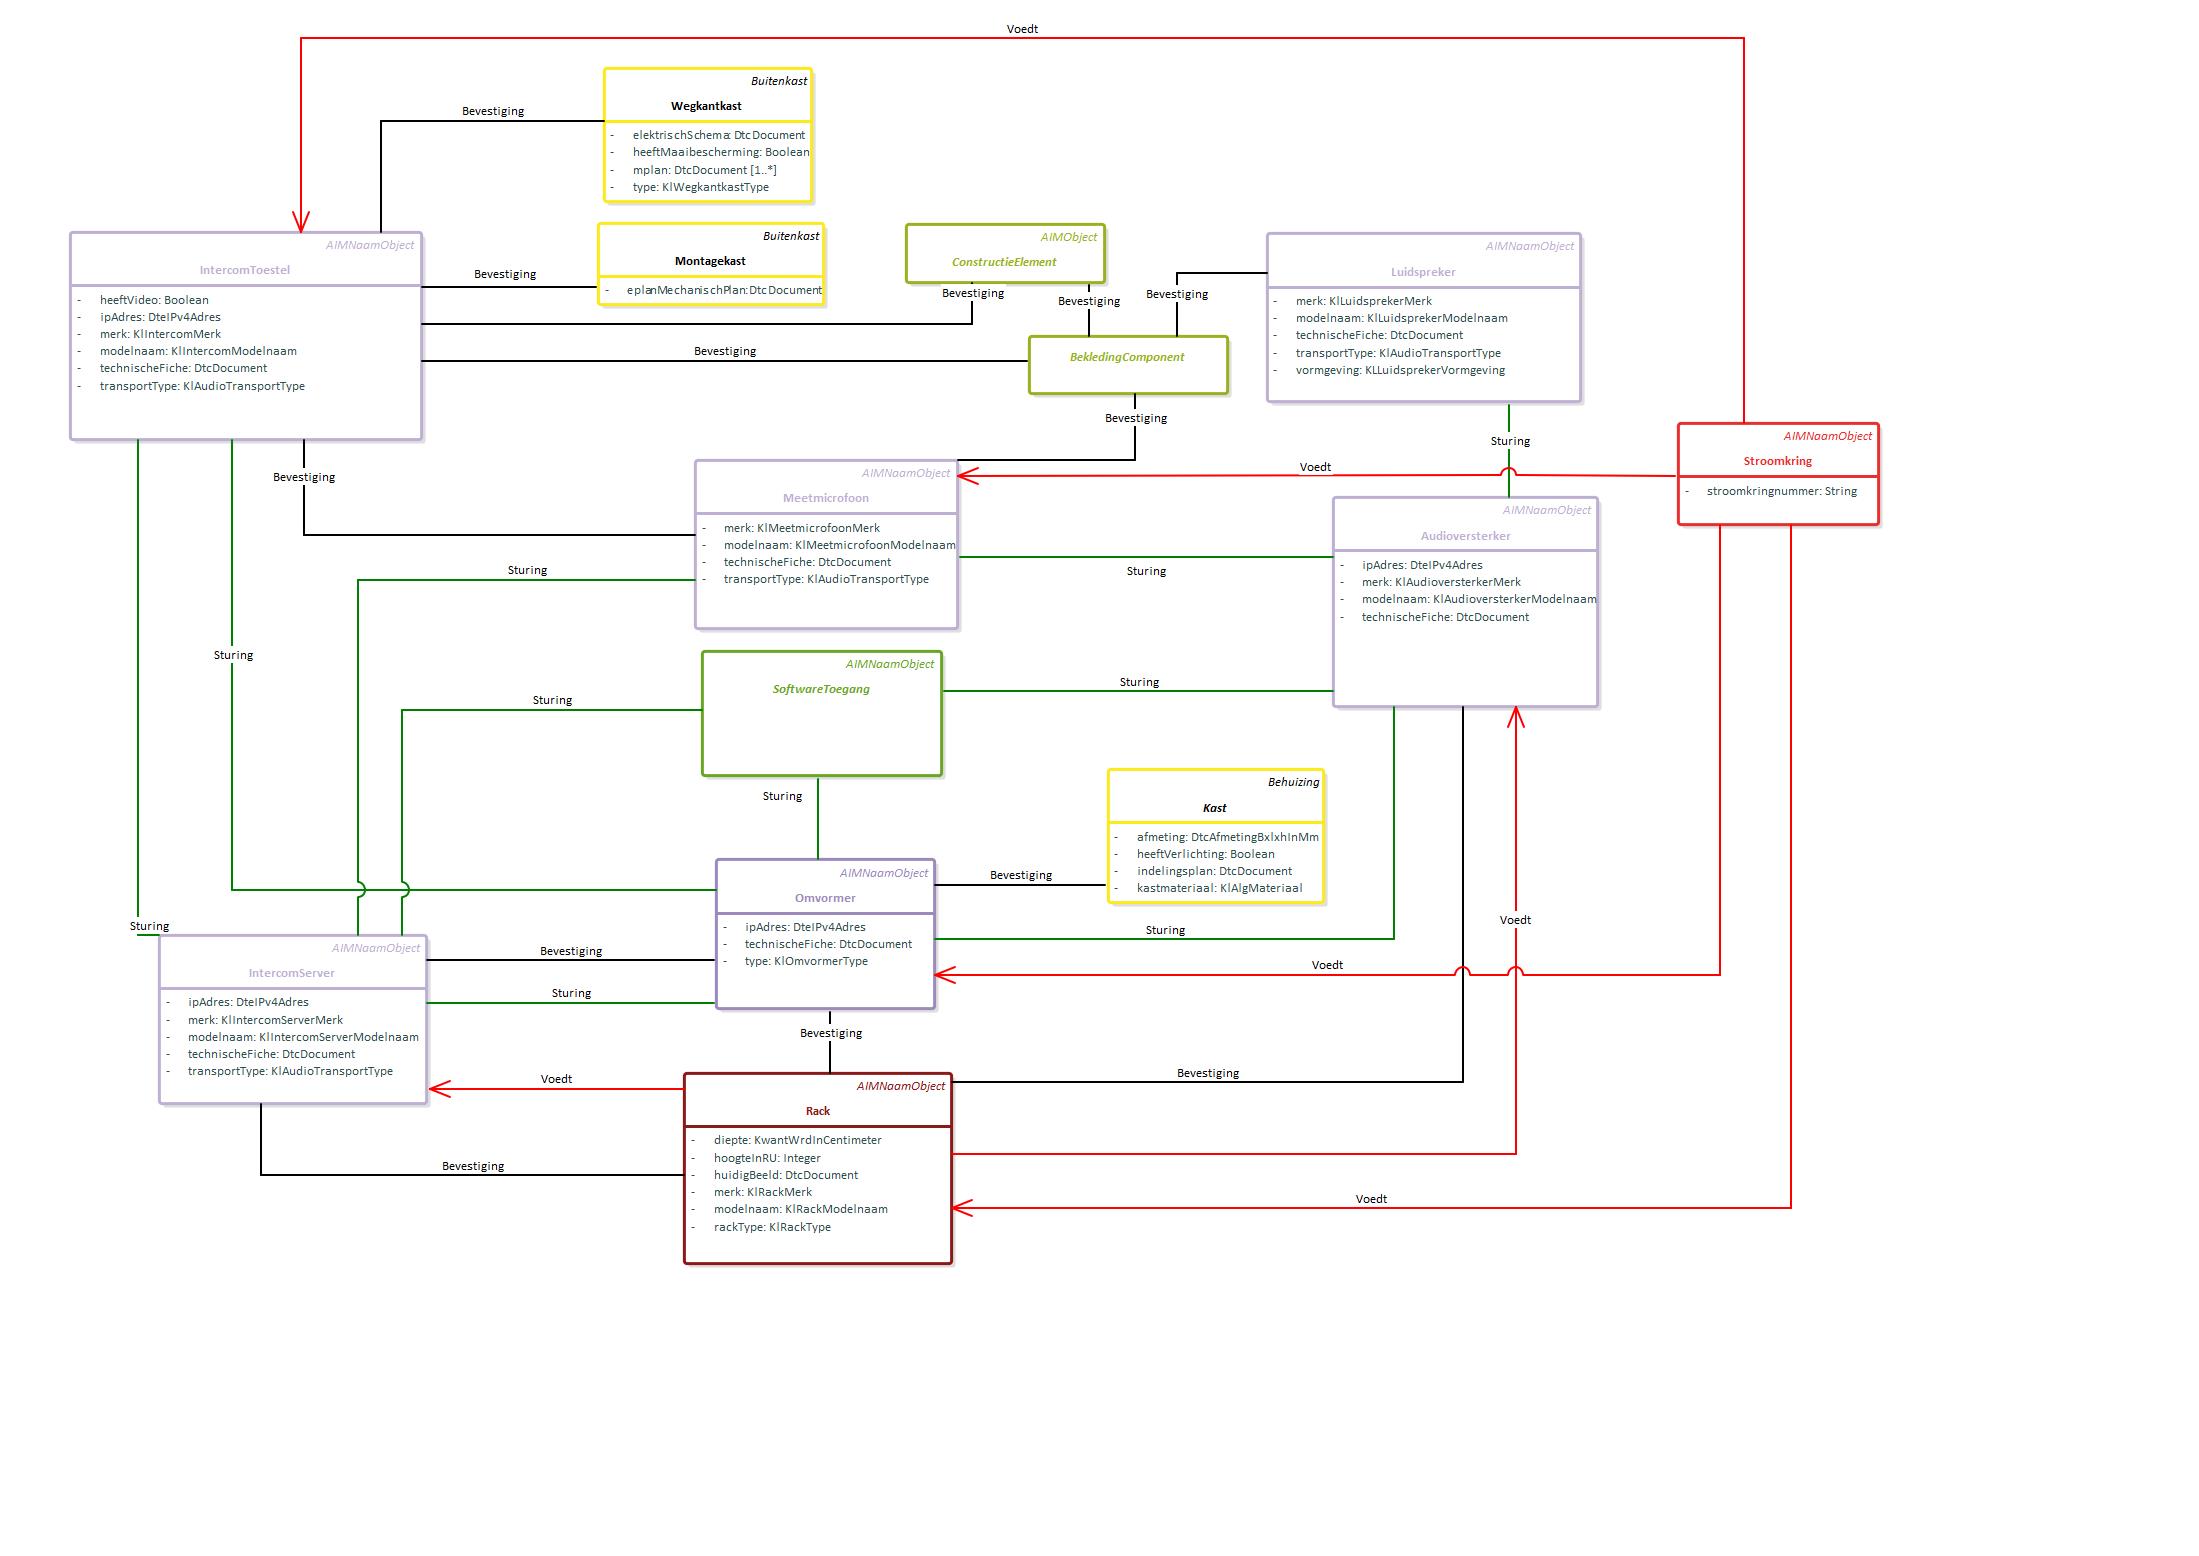 Voedt
Buitenkast
Wegkantkast
- elektrischSchema: DtcDocument
- heeftMaaibescherming: Boolean
- mplan: DtcDocument [1..*]
- type: KlWegkantkastType
Bevestiging
Buitenkast
Montagekast
- eplanMechanischPlan: DtcDocument
Bevestiging
AIMNaamObject
IntercomToestel
- heeftVideo: Boolean
- ipAdres: DteIPv4Adres
- merk: KlIntercomMerk
- modelnaam: KlIntercomModelnaam
- technischeFiche: DtcDocument
- transportType: KlAudioTransportType
AIMObject
ConstructieElement
Bevestiging
Bevestiging
Bevestiging
BekledingComponent
Bevestiging
Bevestiging
AIMNaamObject
Luidspreker
- merk: KlLuidsprekerMerk
- modelnaam: KlLuidsprekerModelnaam
- technischeFiche: DtcDocument
- transportType: KlAudioTransportType
- vormgeving: KLLuidsprekerVormgeving
Sturing
AIMNaamObject
Stroomkring
- stroomkringnummer: String
Voedt
Bevestiging
AIMNaamObject
Meetmicrofoon
- merk: KlMeetmicrofoonMerk
- modelnaam: KlMeetmicrofoonModelnaam
- technischeFiche: DtcDocument
- transportType: KlAudioTransportType
Sturing
Sturing
AIMNaamObject
Audioversterker
- ipAdres: DteIPv4Adres
- merk: KlAudioversterkerMerk
- modelnaam: KlAudioversterkerModelnaam
- technischeFiche: DtcDocument
Sturing
AIMNaamObject
SoftwareToegang
Sturing
Sturing
Sturing
Behuizing
Kast
- afmeting: DtcAfmetingBxlxhInMm
- heeftVerlichting: Boolean
- indelingsplan: DtcDocument
- kastmateriaal: KlAlgMateriaal
Bevestiging
AIMNaamObject
Omvormer
- ipAdres: DteIPv4Adres
- technischeFiche: DtcDocument
- type: KlOmvormerType
Sturing
Voedt
Voedt
Sturing
AIMNaamObject
IntercomServer
- ipAdres: DteIPv4Adres
- merk: KlIntercomServerMerk
- modelnaam: KlIntercomServerModelnaam
- technischeFiche: DtcDocument
- transportType: KlAudioTransportType
Bevestiging
Sturing
Bevestiging
Voedt
Bevestiging
AIMNaamObject
Rack
- diepte: KwantWrdInCentimeter
- hoogteInRU: Integer
- huidigBeeld: DtcDocument
- merk: KlRackMerk
- modelnaam: KlRackModelnaam
- rackType: KlRackType
Bevestiging
Voedt